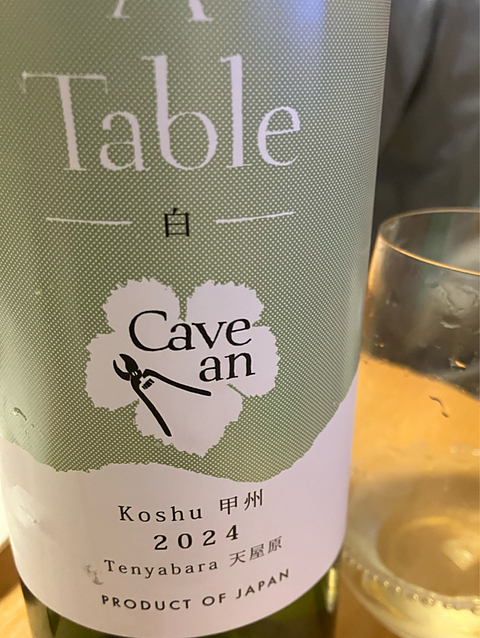 A
Table
白
Cave
an
Koshu 甲州
2024
Tenyabara 天屋原
PRODUCT OF JAPAN